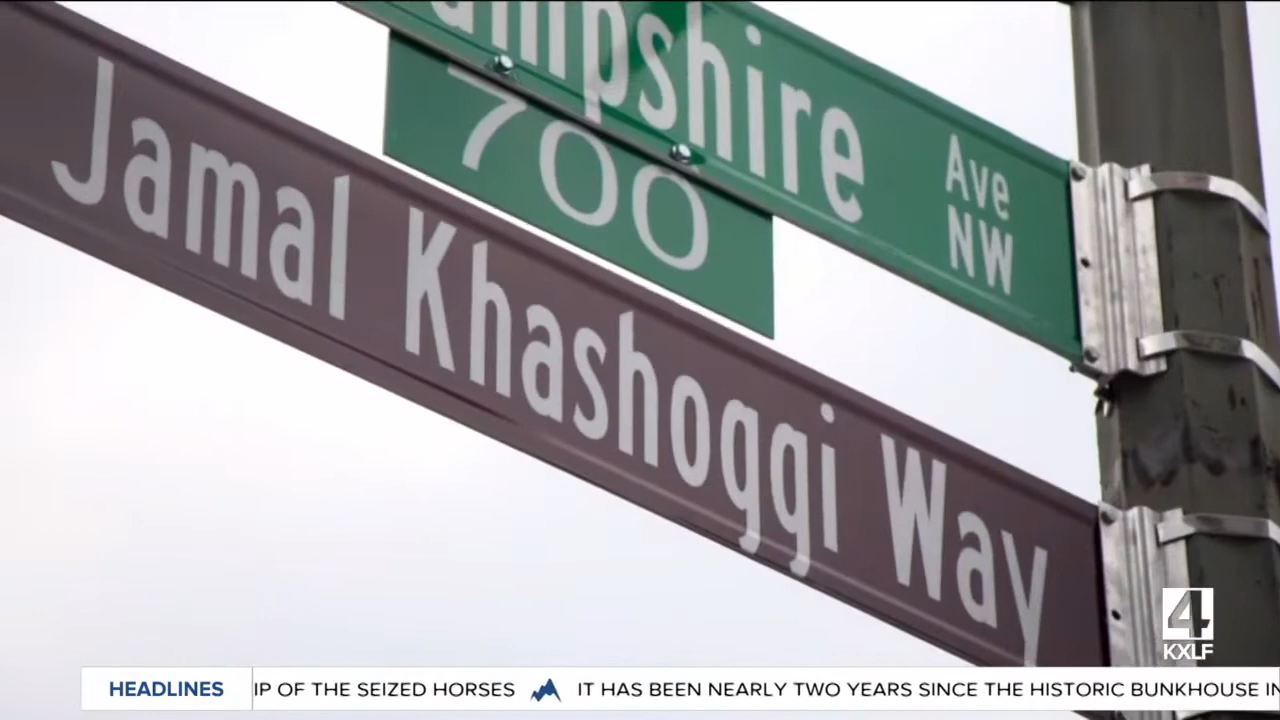 mpshire Ave NW
700
Jamal Khashoggi Way
4
KXLF
HEADLINES IP OF THE SEIZED HORSES IT HAS BEEN NEARLY TWO YEARS SINCE THE HISTORIC BUNKHOUSE IN